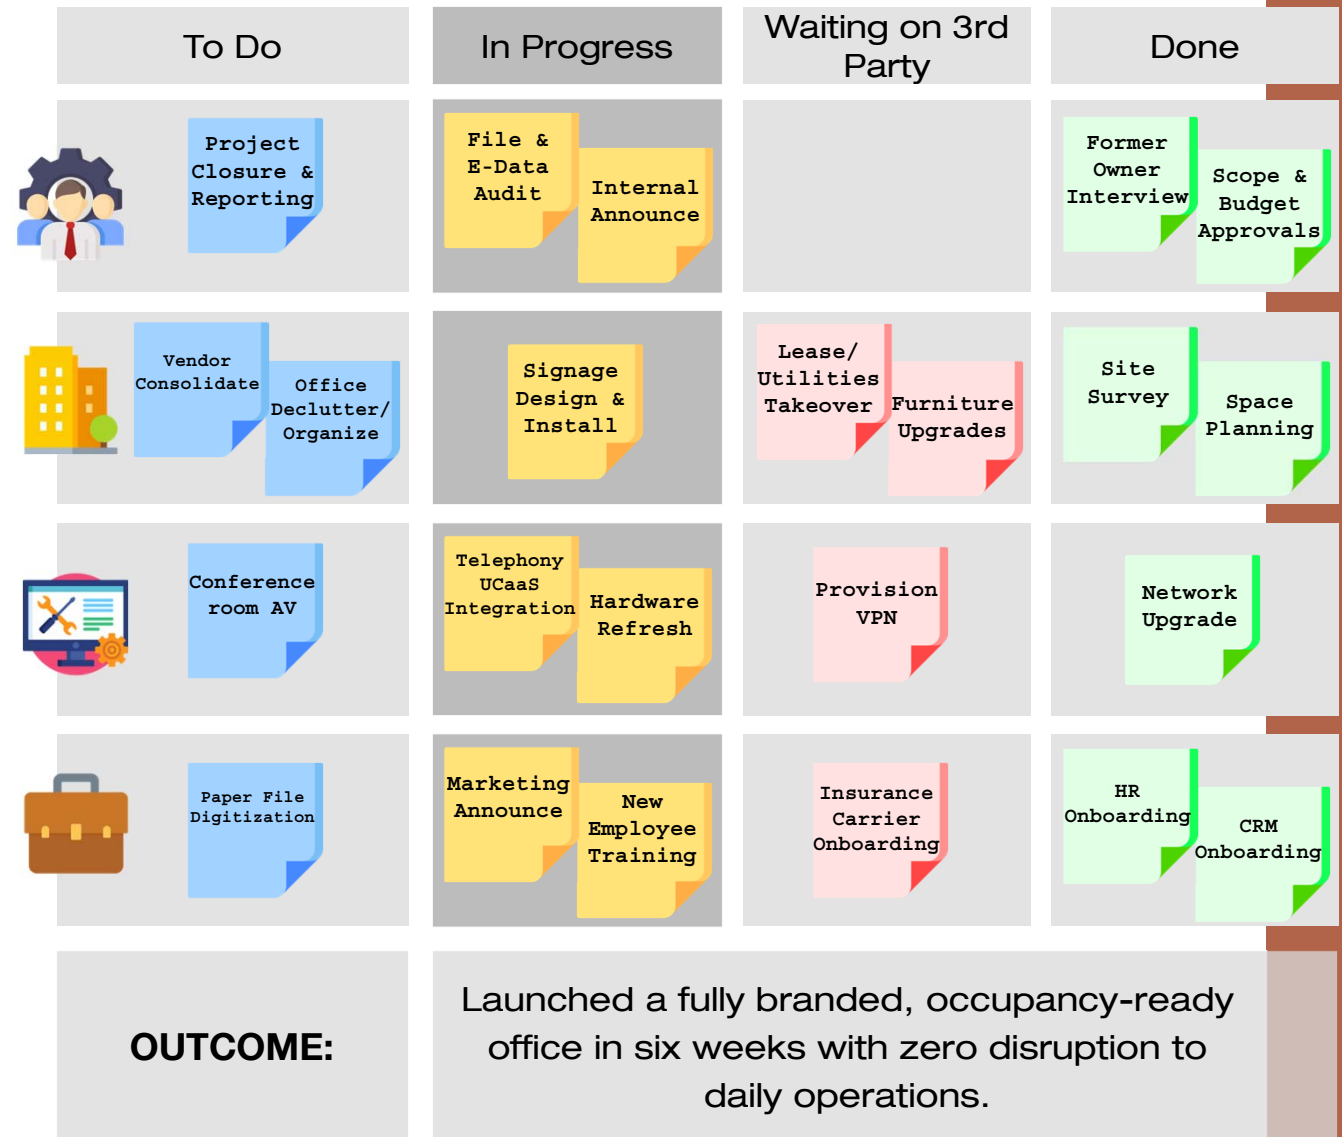 To Do
In Progress
Waiting on 3rd
Party
Done
Project
Closure &
Reporting
File &
E-Data
Audit
Internal
Announce
Former
Owner
Interview
Scope &
Budget
Approvals
Vendor
Consolidate
Office
Declutter/
Organize
Signage
Design &
Install
Lease/
Utilities
Takeover
Furniture
Upgrades
Site
Survey
Space
Planning
Conference
room AV
Telephony
UCaaS
Integration
Hardware
Refresh
Provision
VPN
Network
Upgrade
Paper File
Digitization
Marketing
Announce
New
Employee
Training
Insurance
Carrier
Onboarding
HR
Onboarding
CRM
Onboarding
OUTCOME:
Launched a fully branded, occupancy-ready
office in six weeks with zero disruption to
daily operations.